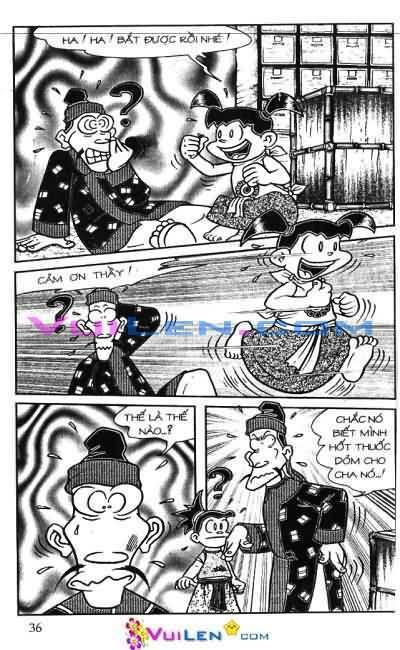 HA! HA! BẮT ĐƯỢC RỒI NHÉ!
?
CẢM ƠN THẦY!
?
VUILEN.COM
THẾ LÀ THẾ
NÀO..?
CHẮC NÓ
BIẾT MÌNH
HỐT THUỐC
DỎM CHO
CHA NÓ...!
?
36
VUILEN.COM